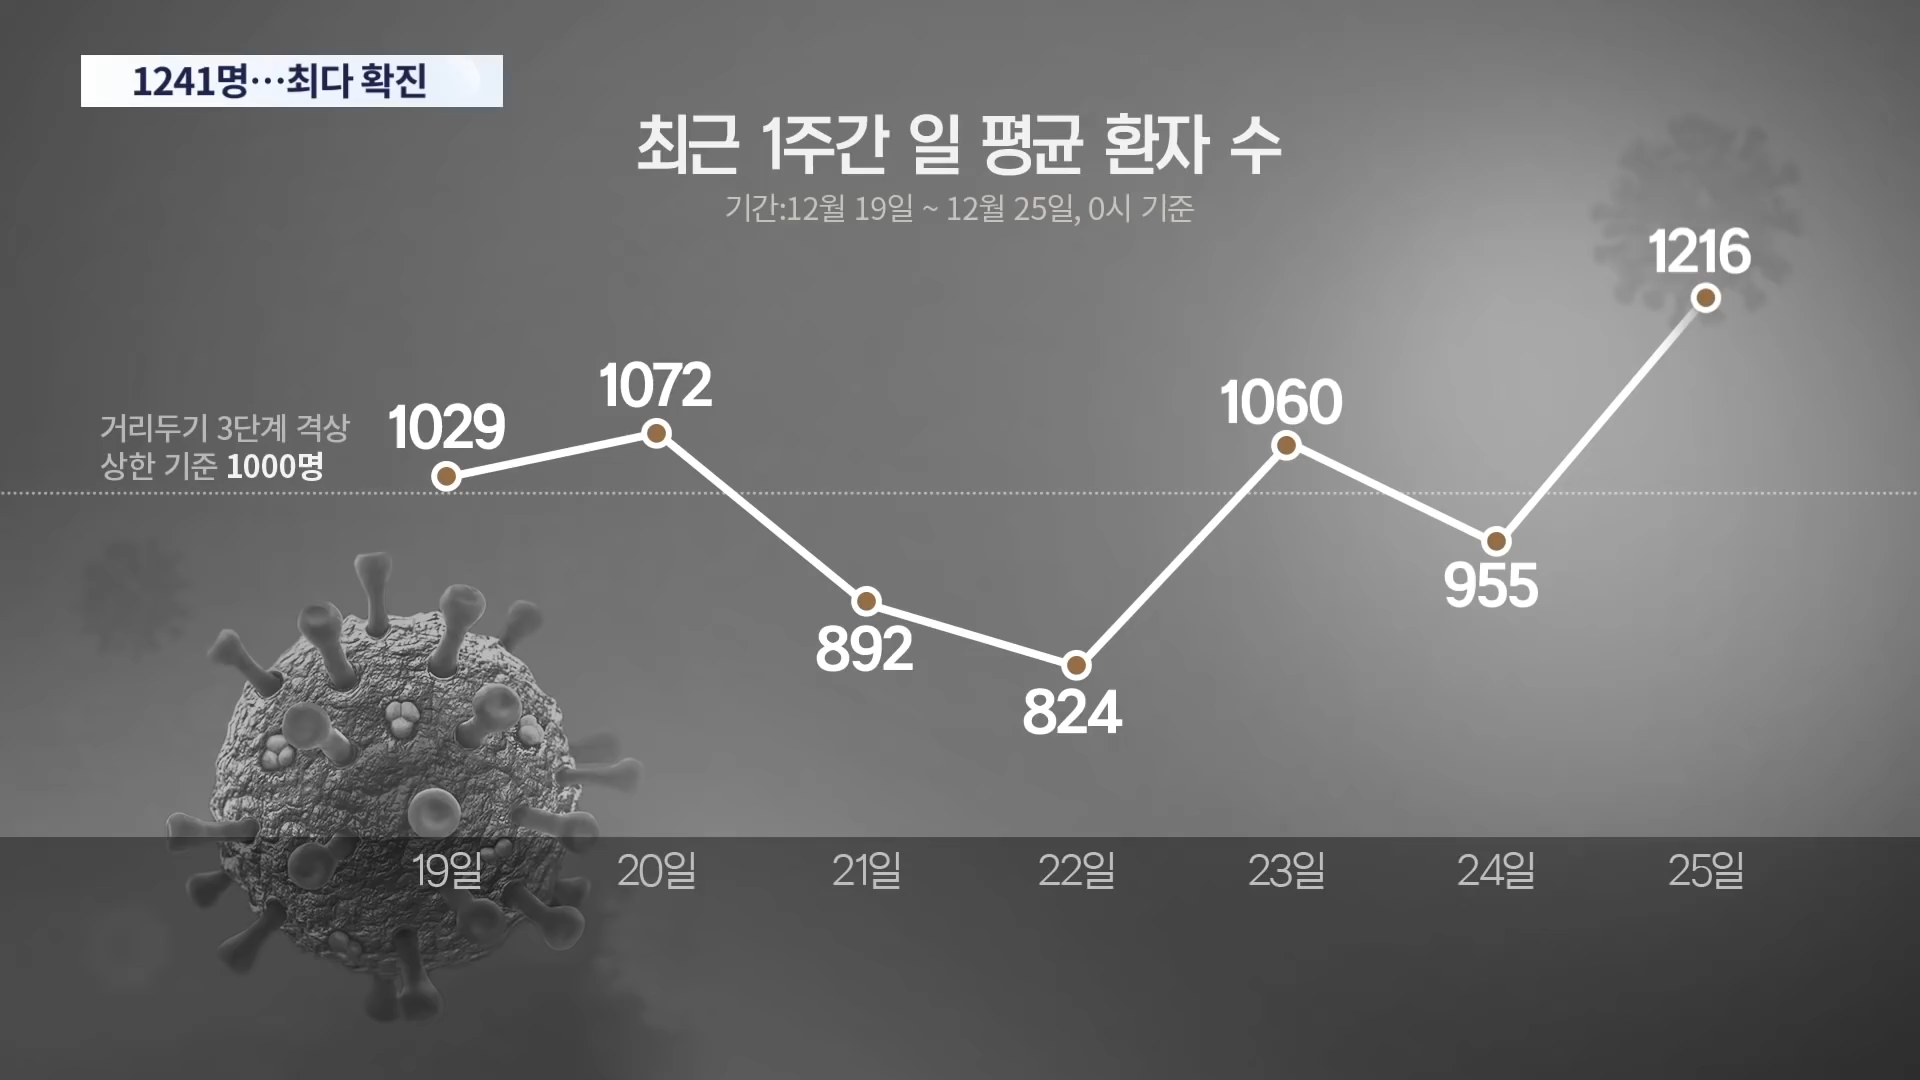 1241명…최다 확진
최근 1주간 일 평균 환자 수
기간:12월 19일 ~ 12월 25일, 0시 기준
1216
1072
1060
거리두기 3단계 격상
1029
상한 기준 1000명
955
892
824
19일 20일 21일 22일 23일 24일 25일